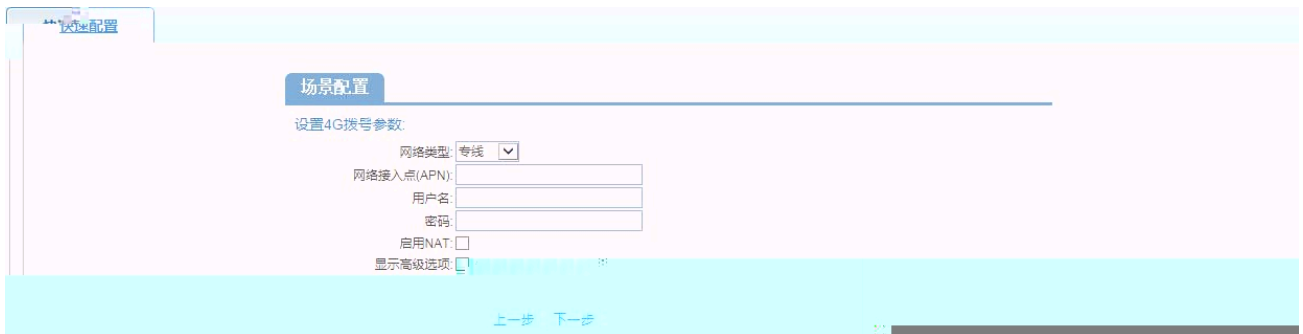 快速配置
场景配置
设置4G拨号参数:
网络类型: 专线
网络接入点(APN):
用户名:
密码:
启用NAT:
显示高级选项:
上一步 下一步